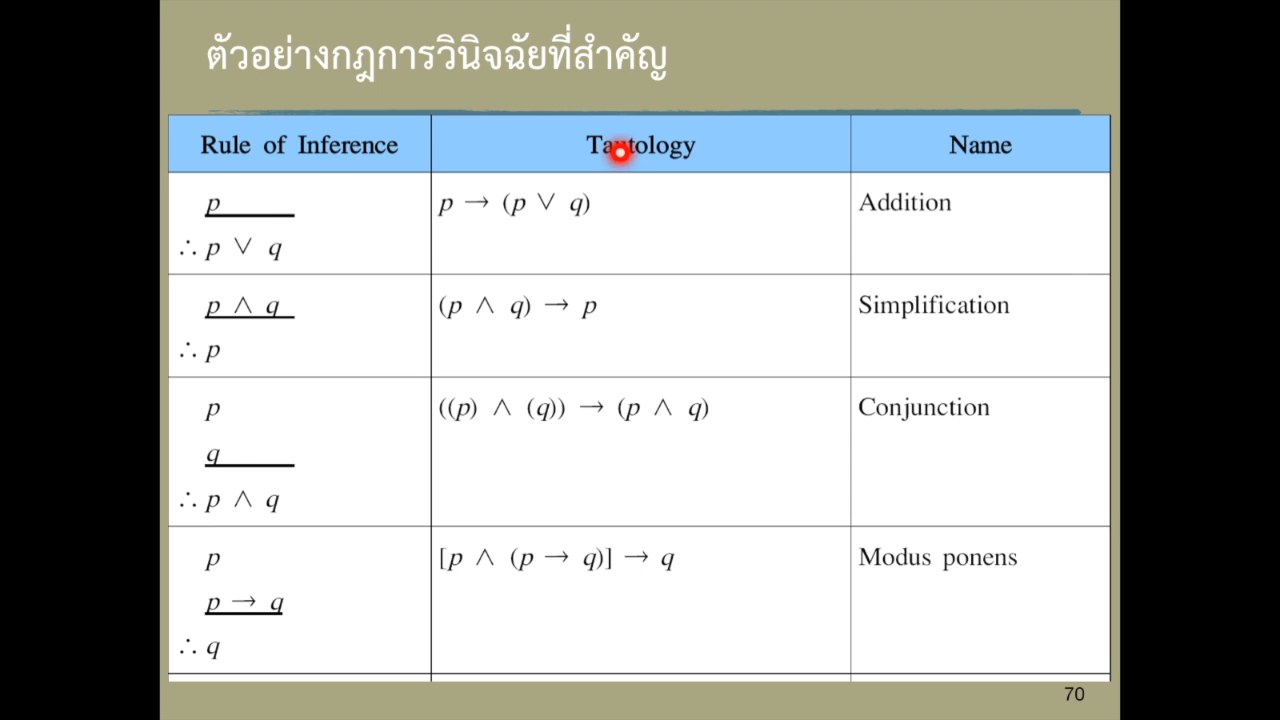 ตัวอย่างกฎการวินิจฉัยที่สำคัญ
Rule of Inference Tautology Name
p p → (p ∨ q) Addition
∴ p ∨ q
p ∧ q (p ∧ q) → p Simplification
∴ p
p ((p) ∧ (q)) → (p ∧ q) Conjunction
q
∴ p ∧ q
p [p ∧ (p → q)] → q Modus ponens
p → q
∴ q
70